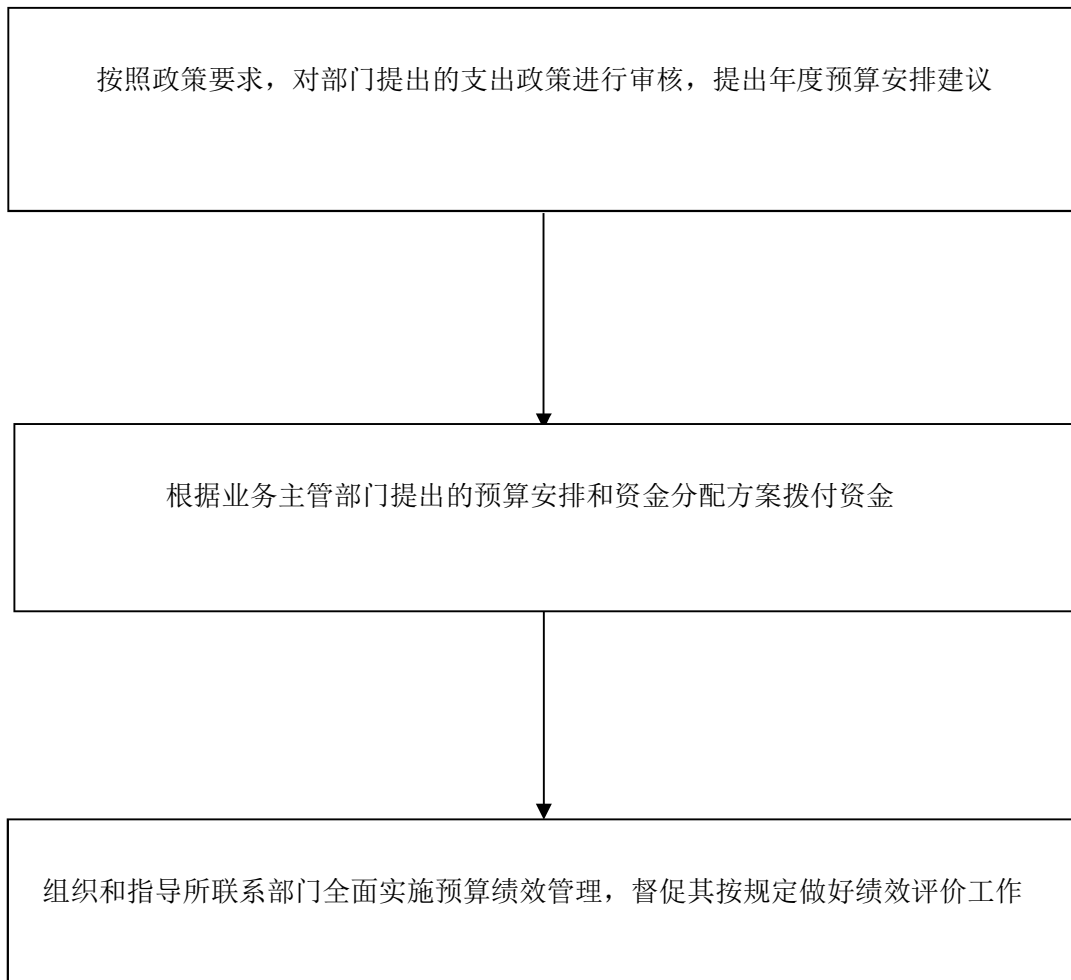 按照政策要求，对部门提出的支出政策进行审核，提出年度预算安排建议
根据业务主管部门提出的预算安排和资金分配方案拨付资金
组织和指导所联系部门全面实施预算绩效管理，督促其按规定做好绩效评价工作